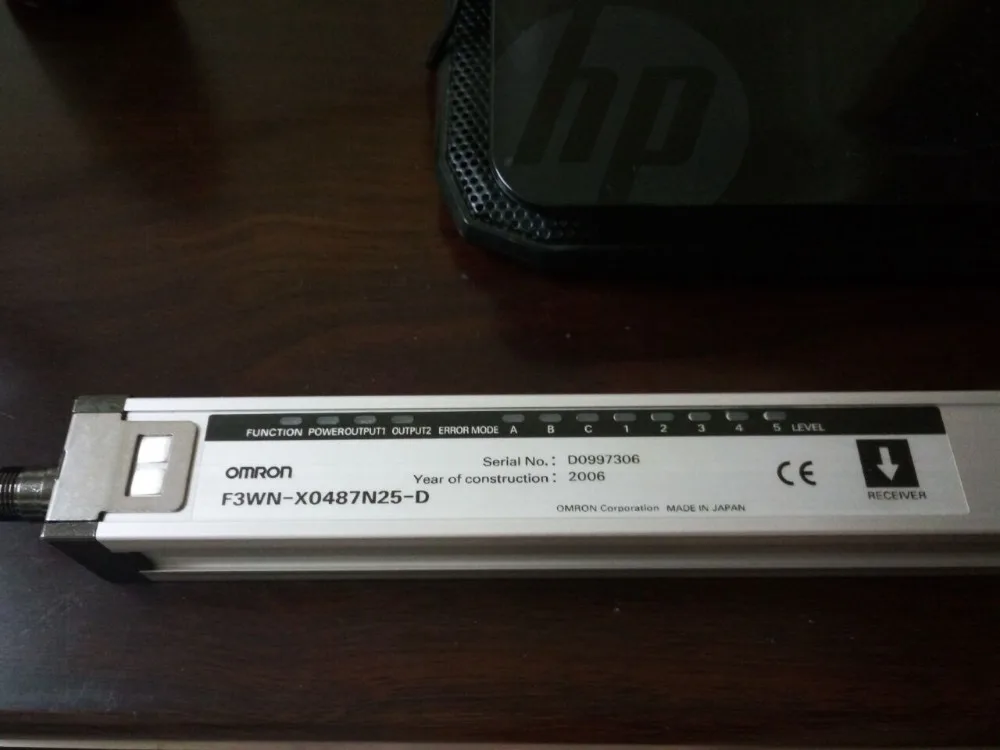 hp
FUNCTION POWER OUTPUT1 OUTPUT2 ERROR MODE A B C 1 2 3 4 5 LEVEL
OMRON
Serial No.: D0997306
Year of construction: 2006
F3WN-X0487N25-D
OMRON Corporation MADE IN JAPAN
CE
RECEIVER